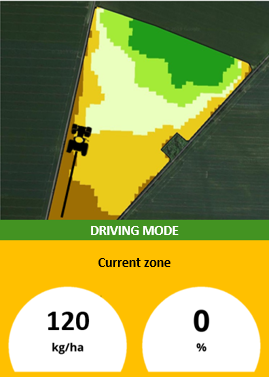 DRIVING MODE
Current zone
120 0
kg/ha %